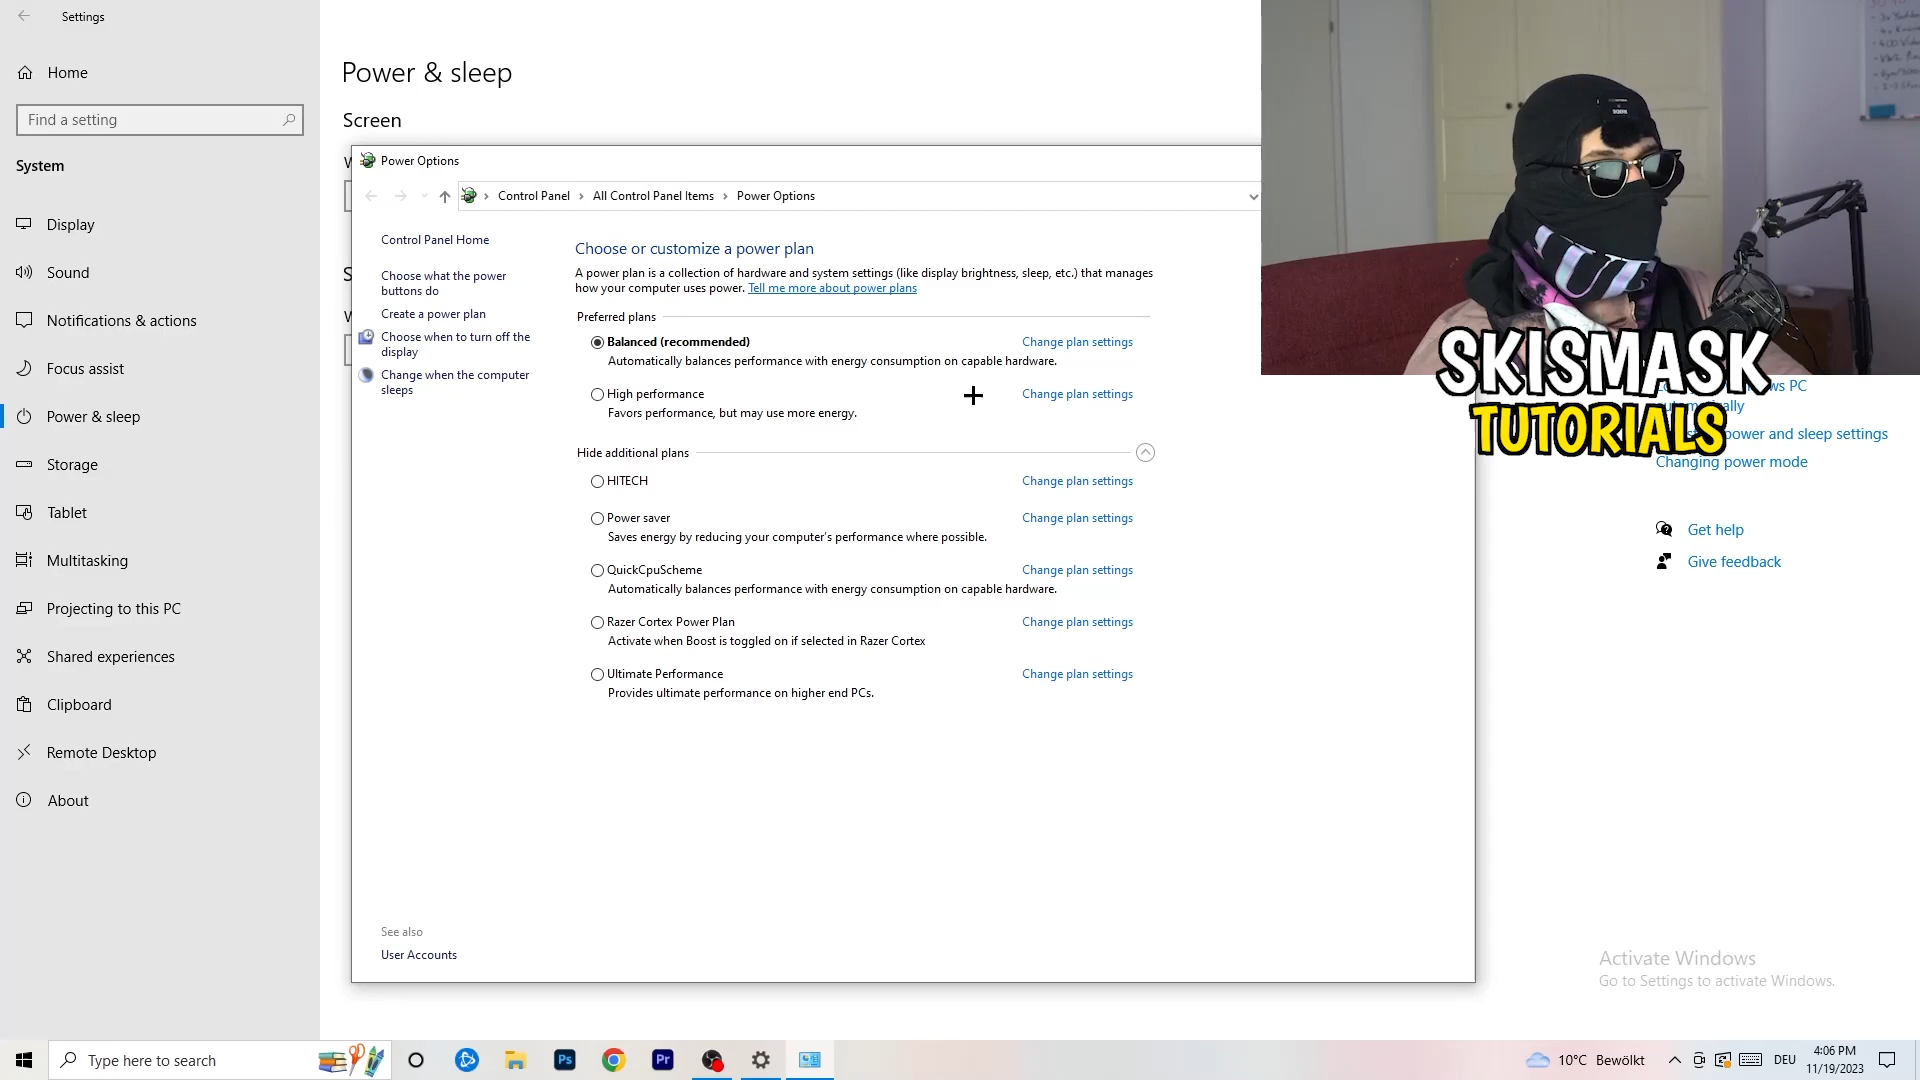 Settings
Home
Find a setting
System
Display
Sound
Notifications & actions
Focus assist
Power & sleep
Storage
Tablet
Multitasking
Projecting to this PC
Shared experiences
Clipboard
Remote Desktop
About
Power & sleep
Screen
Power Options
Control Panel
All Control Panel Items
Power Options
Control Panel Home
Choose what the power
buttons do
Create a power plan
Choose when to turn off the
display
Change when the computer
sleeps
See also
User Accounts
Choose or customize a power plan
A power plan is a collection of hardware and system settings (like display brightness, sleep, etc.) that manages
how your computer uses power. Tell me more about power plans
Preferred plans
Balanced (recommended) Change plan settings
Automatically balances performance with energy consumption on capable hardware.
High performance Change plan settings
Favors performance, but may use more energy.
Hide additional plans
HITECH Change plan settings
Power saver Change plan settings
Saves energy by reducing your computer's performance where possible.
QuickCpuScheme Change plan settings
Automatically balances performance with energy consumption on capable hardware.
Razer Cortex Power Plan Change plan settings
Activate when Boost is toggled on if selected in Razer Cortex
Ultimate Performance Change plan settings
Provides ultimate performance on higher end PCs.
SKISMASK
TUTORIALS
PC
power and sleep settings
Changing power mode
Get help
Give feedback
Activate Windows
Go to Settings to activate Windows.
Type here to search
Ps
Pr
10°C Bewölkt
DEU
4:06 PM
11/19/2023